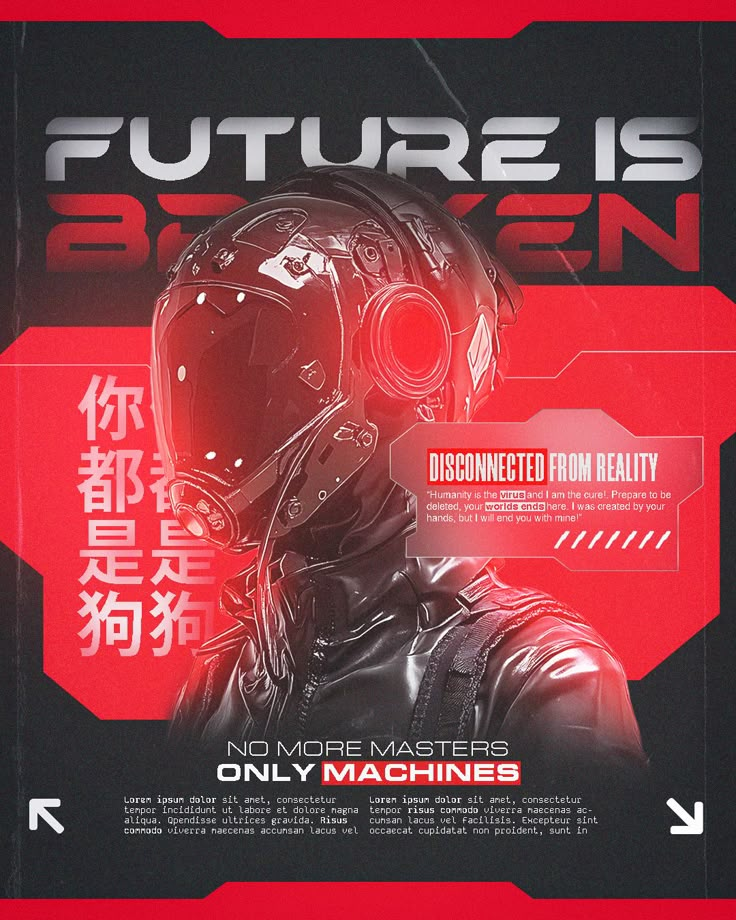 FUTURE IS
BROKEN
你
都都
是是
狗狗
DISCONNECTED FROM REALITY
"Humanity is the virus and I am the cure!. Prepare to be
deleted, your worlds ends here. I was created by your
hands, but I will end you with mine!"
NO MORE MASTERS
ONLY MACHINES
Lorem ipsum dolor sit amet, consectetur
tempor incididunt ut labore et dolore magna
aliqua. Qpendisse ultrices gravida. Risus
commodo viverra maecenas accumsan lacus vel
Lorem ipsum dolor sit amet, consectetur
tempor risus commodo viverra maecenas ac-
cumsan lacus vel facilisis. Excepteur sint
occaecat cupidatat non proident, sunt in